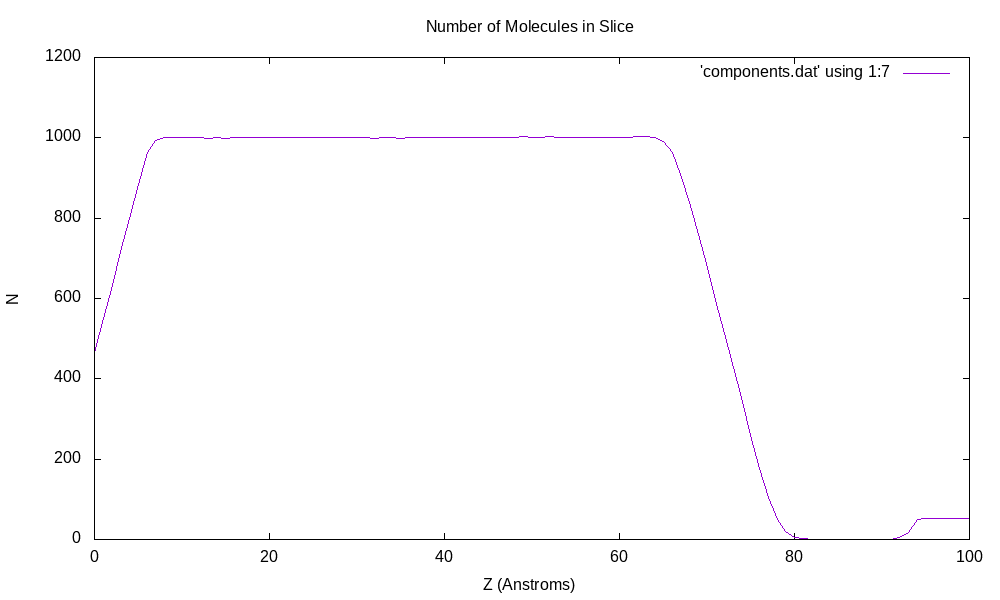 Number of Molecules in Slice
'components.dat' using 1:7
1200
1000
800
600
400
200
0
N
0 20 40 60 80 100
Z (Anstroms)